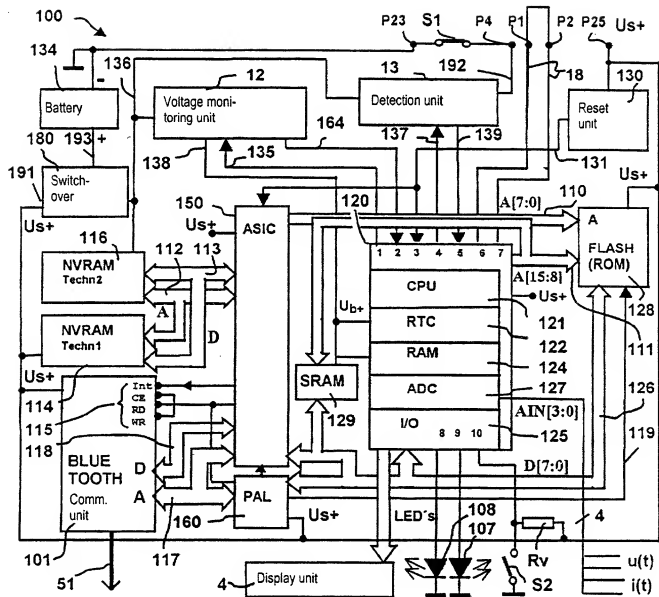 100
P23
S1
P4
P1
P2
P25
Us+
134
136
12
13
192
18
130
-
Battery
Voltage moni-
toring unit
Detection unit
Reset
unit
193
+
180
138
135
164
137
139
131
191
Switch-
over
Us+
150
120
A[7:0]
110
Us+
116
112
113
Us+
ASIC
1 2 3 4 5 6 7
A
FLASH
(ROM)
NVRAM
Techn2
A
D
CPU
A[15:8]
Us+
128
NVRAM
Techn1
Ub+
RTC
121
122
111
Us+
RAM
124
126
114
115
118
Int
CE
RD
WR
SRAM
129
ADC
127
AIN[3:0]
I/O
125
119
BLUE
TOOTH
Comm.
unit
D
A
8 9 10
D[7:0]
PAL
Us+
LED´s
108
107
Rv
4
101
117
160
51
4
Display unit
S2
u(t)
i(t)